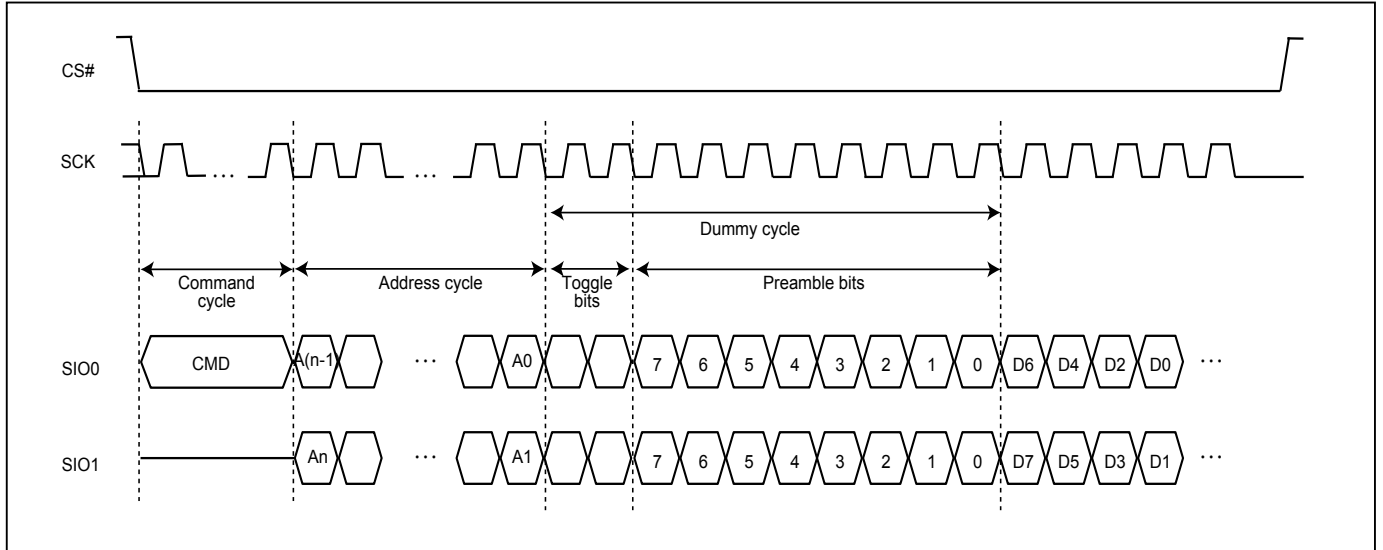 CS#
SCK
...
...
Dummy cycle
Command
cycle
Address cycle
Toggle
bits
Preamble bits
SIO0
CMD
A(n-1)
...
A0
7 6 5 4 3 2 1 0 D6 D4 D2 D0 ...
SIO1
An
...
A1
7 6 5 4 3 2 1 0 D7 D5 D3 D1 ...